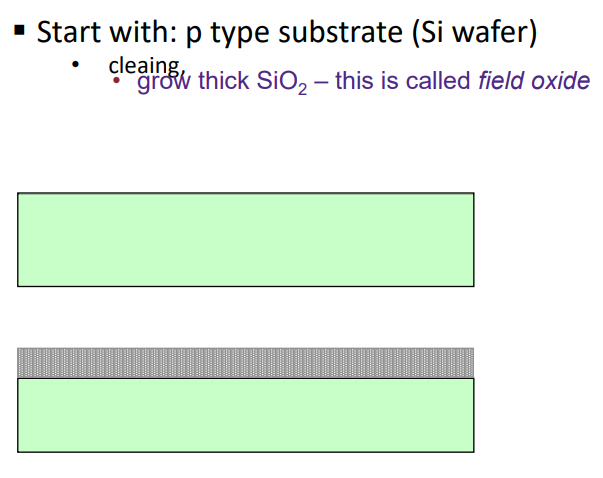 ▪ Start with: p type substrate (Si wafer)
• cleaing,
• grow thick SiO₂ – this is called field oxide